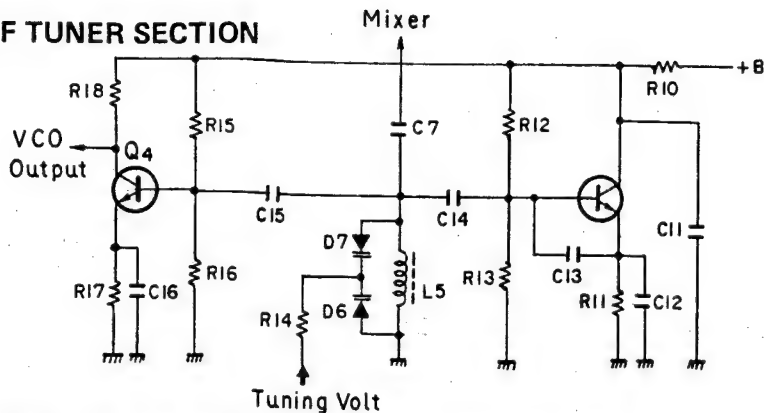 F TUNER SECTION
Mixer
R18
R15
C7
R12
R10
+B
VCO
Output
Q4
C15
C14
C11
D7
D6
L5
R17
C16
R16
R14
R13
C13
R11
C12
Tuning Volt